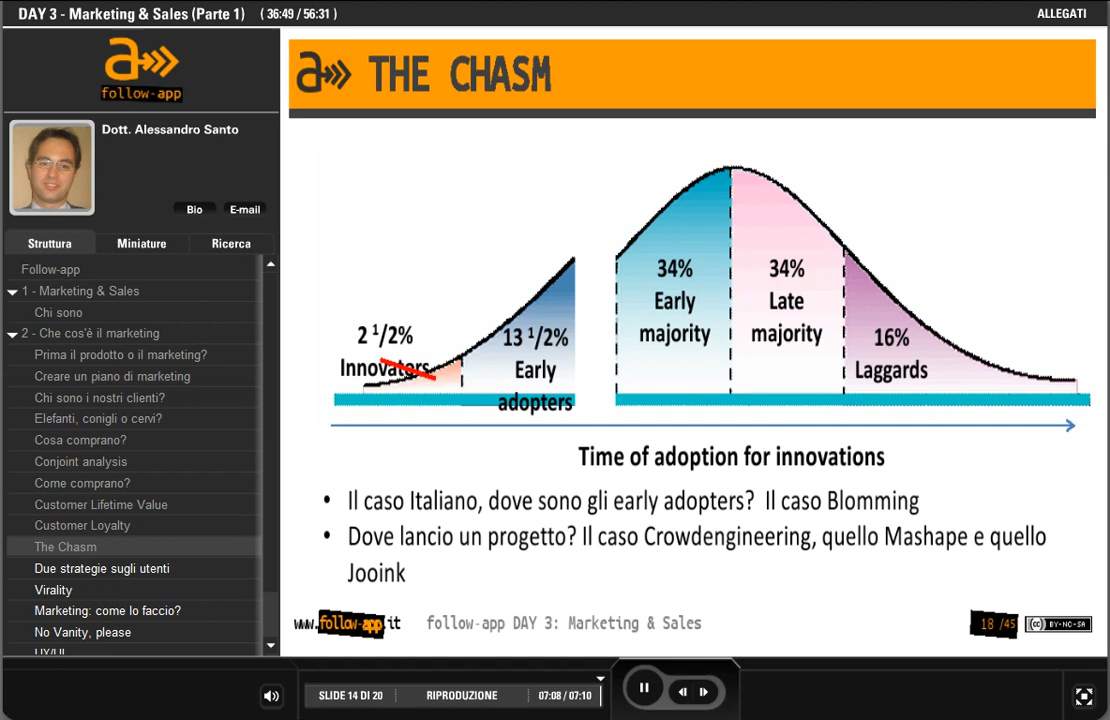 DAY 3 - Marketing & Sales (Parte 1) ( 36:49 / 56:31 )
ALLEGATI
a
follow-app
Dott. Alessandro Santo
Bio
E-mail
Struttura
Miniature
Ricerca
Follow-app
1 - Marketing & Sales
Chi sono
2 - Che cos'è il marketing
Prima il prodotto o il marketing?
Creare un piano di marketing
Chi sono i nostri clienti?
Elefanti, conigli o cervi?
Cosa comprano?
Conjoint analysis
Come comprano?
Customer Lifetime Value
Customer Loyalty
The Chasm
Due strategie sugli utenti
Virality
Marketing: come lo faccio?
No Vanity, please
UX/UI
a THE CHASM
2 1/2%
Innovators
13 1/2%
Early
adopters
34%
Early
majority
34%
Late
majority
16%
Laggards
Time of adoption for innovations
• Il caso Italiano, dove sono gli early adopters? Il caso Blomming
• Dove lancio un progetto? Il caso Crowdengineering, quello Mashape e quello
Jooink
www.follow-app.it
follow-app DAY 3: Marketing & Sales
18 /45
(cc) BY-NC-SA
SLIDE 14 DI 20
RIPRODUZIONE
07:08 / 07:10